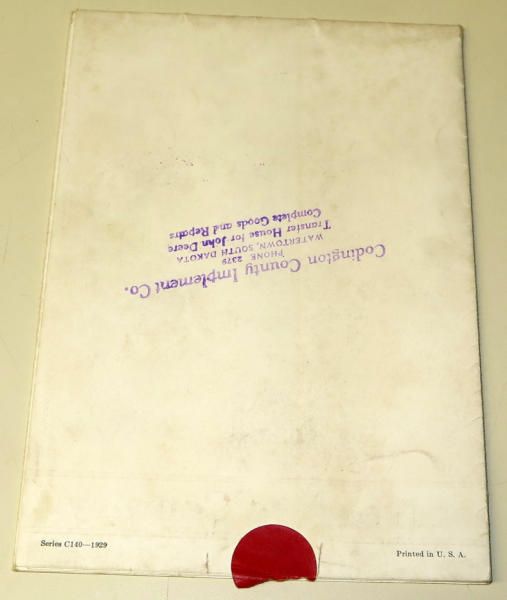 Codington County Implement Co.
PHONE 2379
WATERTOWN, SOUTH DAKOTA
Transfer House for John Deere
Complete Goods and Repairs
Series C140—1929
Printed in U. S. A.